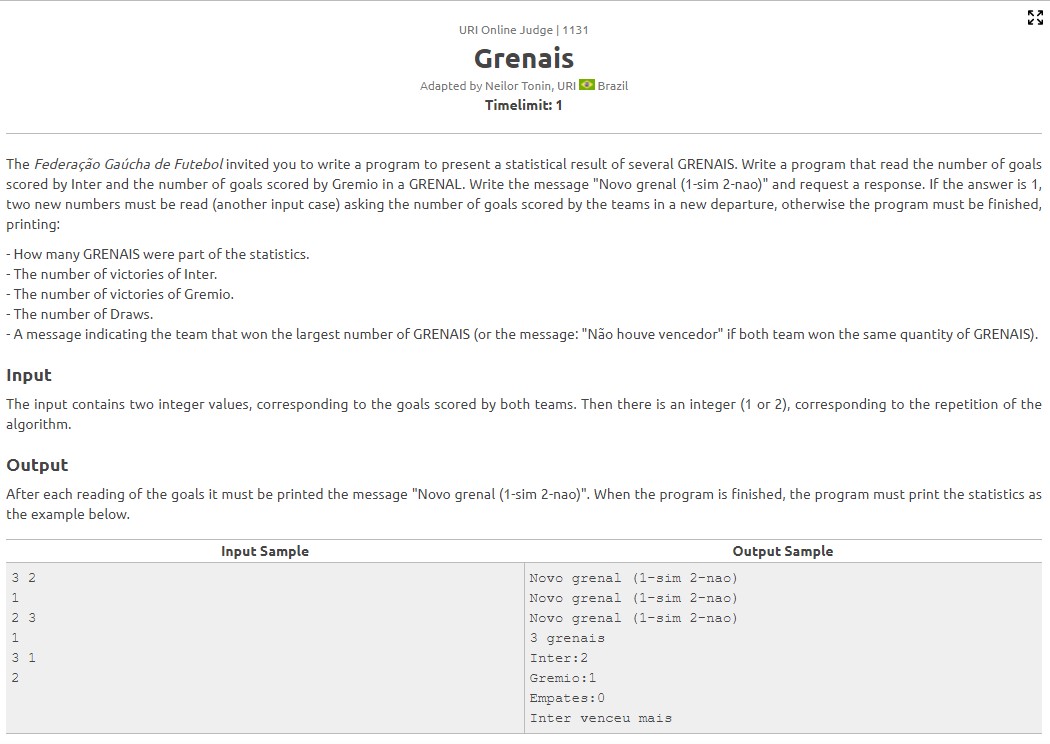 URI Online Judge | 1131
Grenais
Adapted by Neilor Tonin, URI Brazil
Timelimit: 1
The Federação Gaúcha de Futebol invited you to write a program to present a statistical result of several GRENAIS. Write a program that read the number of goals
scored by Inter and the number of goals scored by Gremio in a GRENAL. Write the message "Novo grenal (1-sim 2-nao)" and request a response. If the answer is 1,
two new numbers must be read (another input case) asking the number of goals scored by the teams in a new departure, otherwise the program must be finished,
printing:
- How many GRENAIS were part of the statistics.
- The number of victories of Inter.
- The number of victories of Gremio.
- The number of Draws.
- A message indicating the team that won the largest number of GRENAIS (or the message: "Não houve vencedor" if both team won the same quantity of GRENAIS).
Input
The input contains two integer values, corresponding to the goals scored by both teams. Then there is an integer (1 or 2), corresponding to the repetition of the
algorithm.
Output
After each reading of the goals it must be printed the message "Novo grenal (1-sim 2-nao)". When the program is finished, the program must print the statistics as
the example below.
Input Sample
3 2
1
2 3
1
3 1
2
Output Sample
Novo grenal (1-sim 2-nao)
Novo grenal (1-sim 2-nao)
Novo grenal (1-sim 2-nao)
3 grenais
Inter:2
Gremio:1
Empates:0
Inter venceu mais